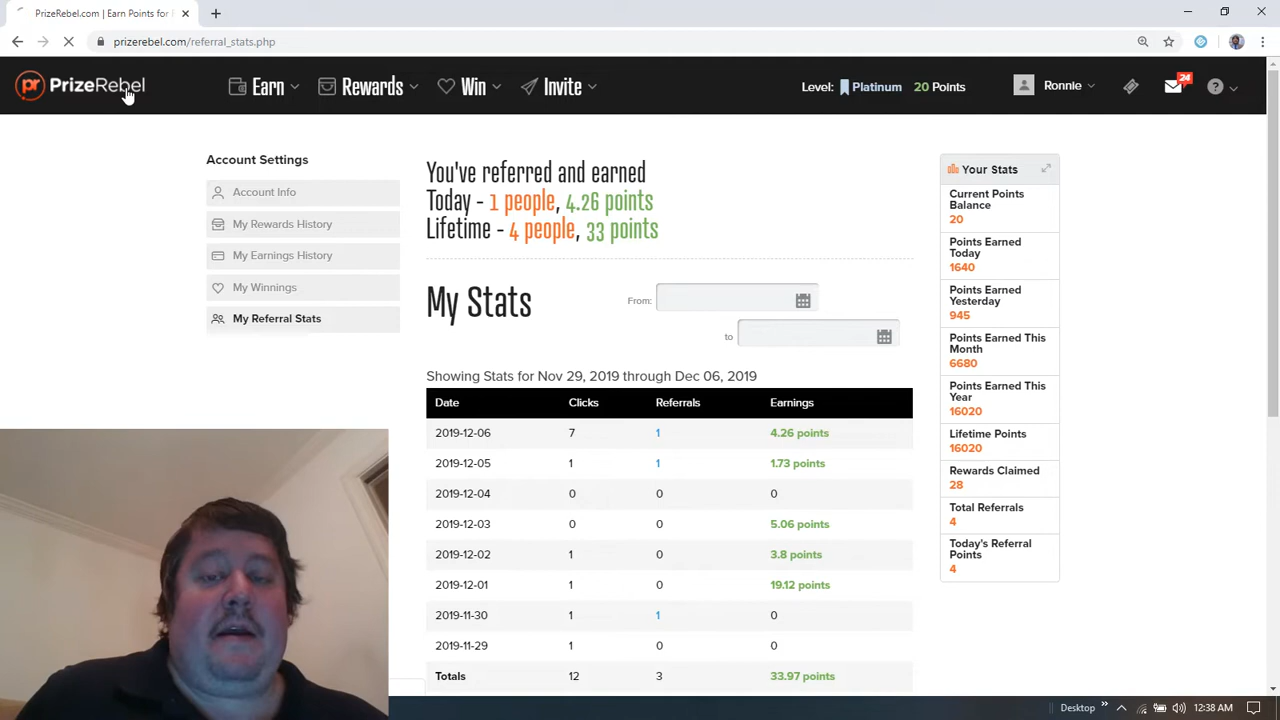 PrizeRebel.com | Earn Points for
prizerebel.com/referral_stats.php
pr PrizeRebel
Earn
Rewards
Win
Invite
Level: Platinum 20 Points
Ronnie
24
?
Account Settings
Account Info
My Rewards History
My Earnings History
My Winnings
My Referral Stats
You've referred and earned
Today - 1 people, 4.26 points
Lifetime - 4 people, 33 points
My Stats
From:
to
Showing Stats for Nov 29, 2019 through Dec 06, 2019
Date Clicks Referrals Earnings
2019-12-06 7 1 4.26 points
2019-12-05 1 1 1.73 points
2019-12-04 0 0 0
2019-12-03 0 0 5.06 points
2019-12-02 1 0 3.8 points
2019-12-01 1 0 19.12 points
2019-11-30 1 1 0
2019-11-29 1 0 0
Totals 12 3 33.97 points
Your Stats
Current Points
Balance
20
Points Earned
Today
1640
Points Earned
Yesterday
945
Points Earned This
Month
6680
Points Earned This
Year
16020
Lifetime Points
16020
Rewards Claimed
28
Total Referrals
4
Today's Referral
Points
4
Desktop
12:38 AM